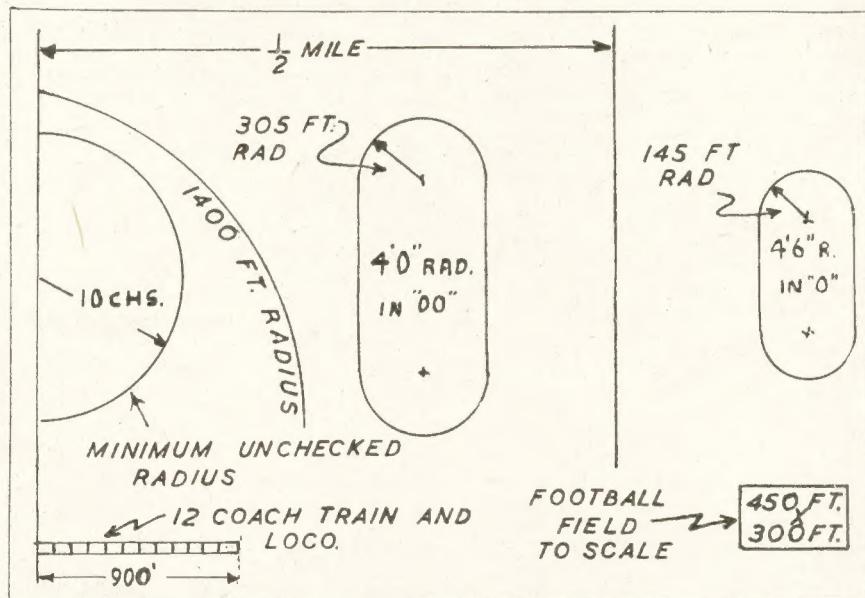 1/2 MILE
305 FT.
RAD
145 FT
RAD
1400 FT. RADIUS
4'0" RAD.
IN "00"
4'6" R.
IN "0"
10 CHS.
MINIMUM UNCHECKED
RADIUS
12 COACH TRAIN AND
LOCO.
900'
FOOTBALL
FIELD
TO SCALE
450 FT.
X
300 FT.